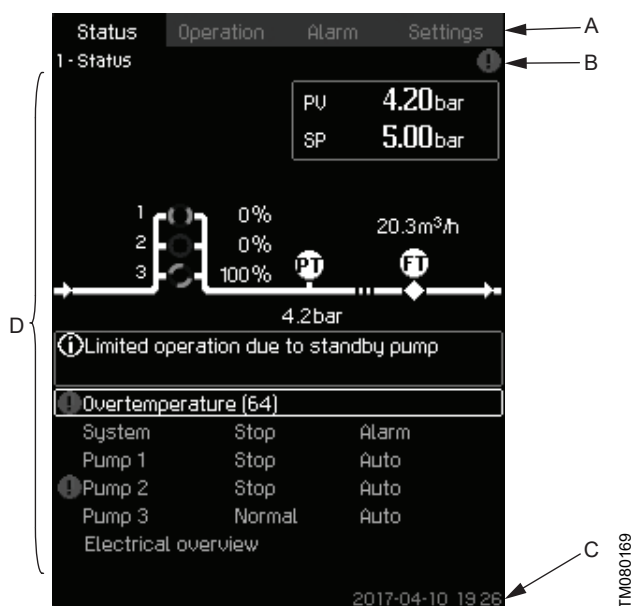 Status Operation Alarm Settings A
1 - Status B
PV 4.20bar
SP 5.00bar
1 0%
2 0%
3 100%
20.3m³/h
PT FT
4.2bar
D
Limited operation due to standby pump
Overtemperature (64)
System Stop Alarm
Pump 1 Stop Auto
Pump 2 Stop Auto
Pump 3 Normal Auto
Electrical overview
2017-04-10 19:26 C
TM080169